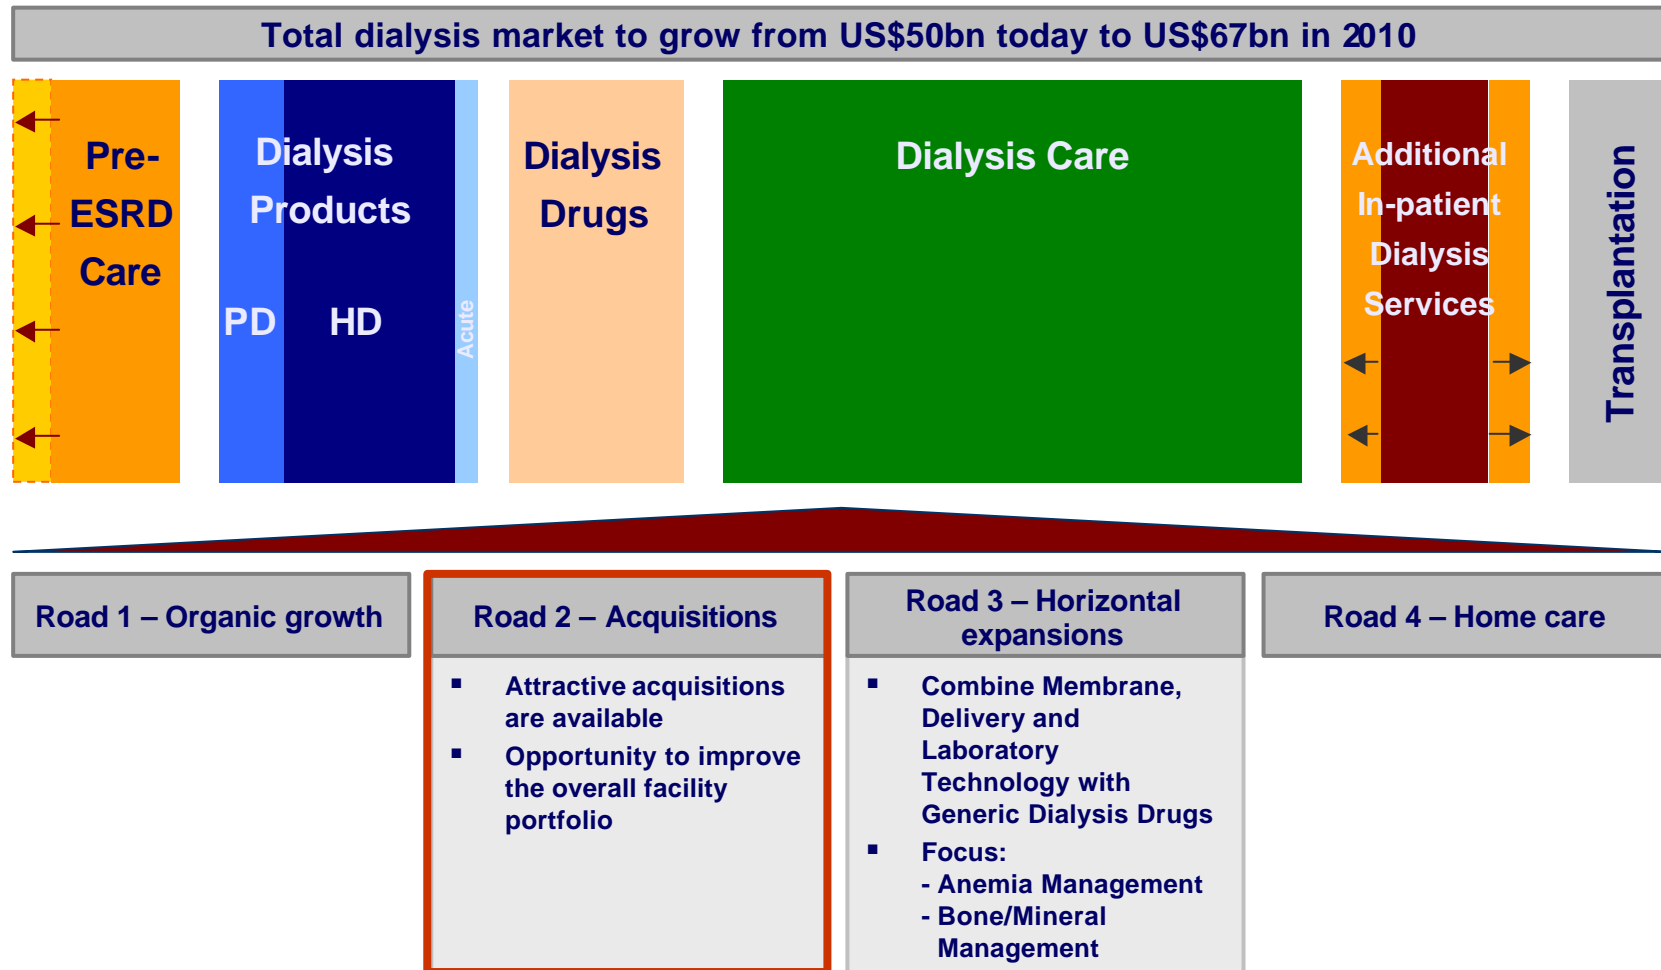 Total dialysis market to grow from US$50bn today to US$67bn in 2010
Pre-
ESRD
Care
Dialysis
Products
PD
HD
Acute
Dialysis
Drugs
Dialysis Care
Additional
In-patient
Dialysis
Services
Transplantation
Road 1 – Organic growth
Road 2 – Acquisitions
▪ Attractive acquisitions
are available
▪ Opportunity to improve
the overall facility
portfolio
Road 3 – Horizontal
expansions
▪ Combine Membrane,
Delivery and
Laboratory
Technology with
Generic Dialysis Drugs
▪ Focus:
- Anemia Management
- Bone/Mineral
Management
Road 4 – Home care